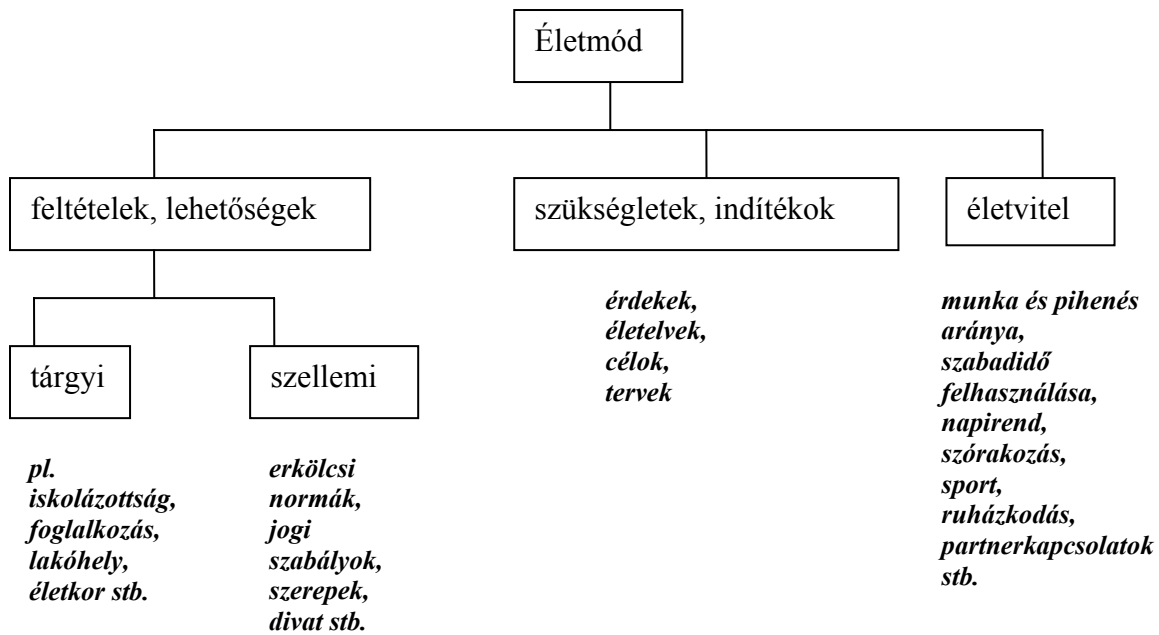 Életmód
feltételek, lehetőségek
szükségletek, indítékok
életvitel
tárgyi
szellemi
pl.
iskolázottság,
foglalkozás,
lakóhely,
életkor stb.
erkölcsi
normák,
jogi
szabályok,
szerepek,
divat stb.
érdekek,
életelvek,
célok,
tervek
munka és pihenés
aránya,
szabadidő
felhasználása,
napirend,
szórakozás,
sport,
ruházkodás,
partnerkapcsolatok
stb.